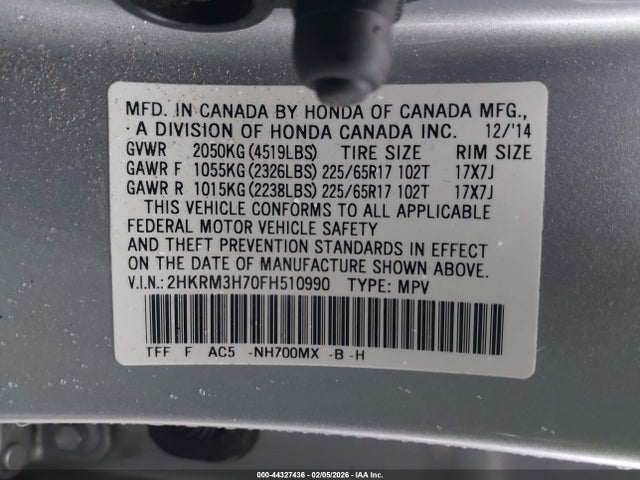 MFD. IN CANADA BY HONDA OF CANADA MFG.,
A DIVISION OF HONDA CANADA INC. 12/'14
GVWR 2050KG (4519LBS) TIRE SIZE RIM SIZE
GAWR F 1055KG (2326LBS) 225/65R17 102T 17X7J
GAWR R 1015KG (2238LBS) 225/65R17 102T 17X7J
THIS VEHICLE CONFORMS TO ALL APPLICABLE
FEDERAL MOTOR VEHICLE SAFETY
AND THEFT PREVENTION STANDARDS IN EFFECT
ON THE DATE OF MANUFACTURE SHOWN ABOVE.
V.I.N.: 2HKRM3H70FH510990 TYPE: MPV
TFF F AC5 -NH700MX -B -H
000-44327436 - 02/05/2026 - IAA Inc.